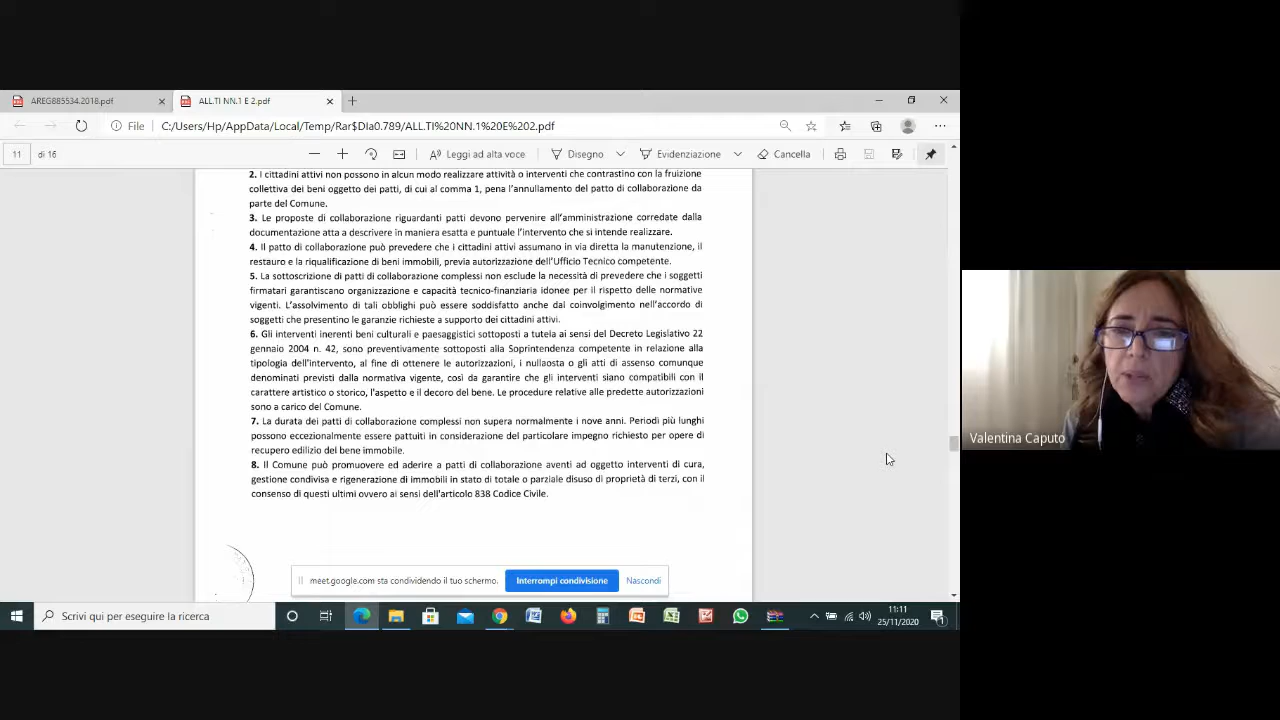 AREG885534.2018.pdf
ALL.TI NN.1 E 2.pdf
File
C:/Users/Hp/AppData/Local/Temp/Rar$DIa0.789/ALL.TI%20NN.1%20E%202.pdf
11 di 16
Leggi ad alta voce
Disegno
Evidenziazione
Cancella
2. I cittadini attivi non possono in alcun modo realizzare attività o interventi che contrastino con la fruizione
collettiva dei beni oggetto dei patti, di cui al comma 1, pena l'annullamento del patto di collaborazione da
parte del Comune.
3. Le proposte di collaborazione riguardanti patti devono pervenire all'amministrazione corredate dalla
documentazione atta a descrivere in maniera esatta e puntuale l'intervento che si intende realizzare.
4. Il patto di collaborazione può prevedere che i cittadini attivi assumano in via diretta la manutenzione, il
restauro e la riqualificazione di beni immobili, previa autorizzazione dell'Ufficio Tecnico competente.
5. La sottoscrizione di patti di collaborazione complessi non esclude la necessità di prevedere che i soggetti
firmatari garantiscano organizzazione e capacità tecnico-finanziaria idonee per il rispetto delle normative
vigenti. L'assolvimento di tali obblighi può essere soddisfatto anche dal coinvolgimento nell'accordo di
soggetti che presentino le garanzie richieste a supporto dei cittadini attivi.
6. Gli interventi inerenti beni culturali e paesaggistici sottoposti a tutela ai sensi del Decreto Legislativo 22
gennaio 2004 n. 42, sono preventivamente sottoposti alla Soprintendenza competente in relazione alla
tipologia dell'intervento, al fine di ottenere le autorizzazioni, i nullaosta o gli atti di assenso comunque
denominati previsti dalla normativa vigente, così da garantire che gli interventi siano compatibili con il
carattere artistico o storico, l'aspetto e il decoro del bene. Le procedure relative alle predette autorizzazioni
sono a carico del Comune.
7. La durata dei patti di collaborazione complessi non supera normalmente i nove anni. Periodi più lunghi
possono eccezionalmente essere pattuiti in considerazione del particolare impegno richiesto per opere di
recupero edilizio del bene immobile.
8. Il Comune può promuovere ed aderire a patti di collaborazione aventi ad oggetto interventi di cura,
gestione condivisa e rigenerazione di immobili in stato di totale o parziale disuso di proprietà di terzi, con il
consenso di questi ultimi ovvero ai sensi dell'articolo 838 Codice Civile.
meet.google.com sta condividendo il tuo schermo.
Interrompi condivisione
Nascondi
Valentina Caputo
Scrivi qui per eseguire la ricerca
11:11
25/11/2020
1